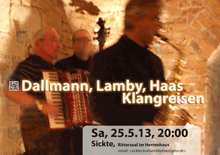 Dallmann, Lamby, Haas
Klangreisen
Sa, 25.5.13, 20:00
Sickte, Rittersaal im Herrenhaus